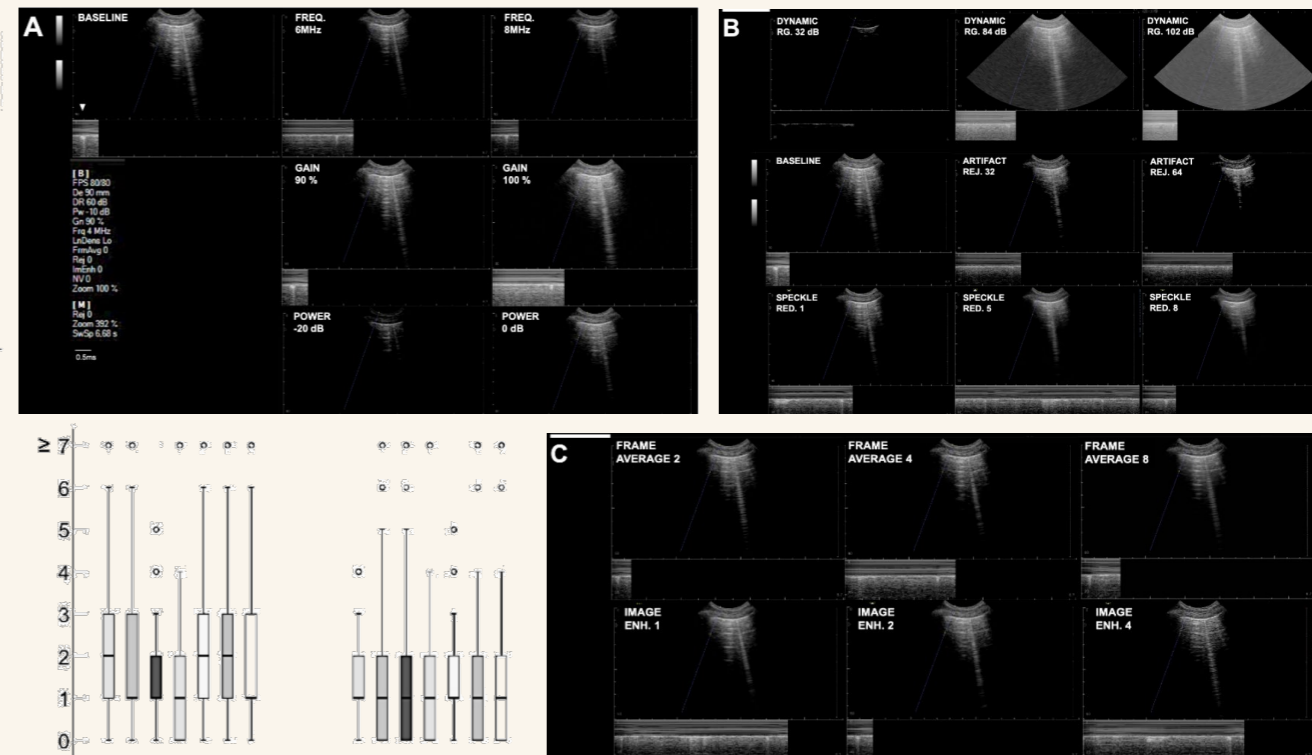 A
BASELINE
FREQ.
6MHz
FREQ.
8MHz
[ B ]
FPS 80/80
De 90 mm
DR 60 dB
Pw -10 dB
Gn 90 %
Frq 4 MHz
LnDens Lo
FrmAvg 0
Rej 0
ImEnh 0
NV 0
Zoom 100 %
[ M ]
Rej 0
Zoom 392 %
SwSp 6,68 s
0.5ms
GAIN
90 %
GAIN
100 %
POWER
-20 dB
POWER
0 dB
B
DYNAMIC
RG. 32 dB
DYNAMIC
RG. 84 dB
DYNAMIC
RG. 102 dB
BASELINE
ARTIFACT
REJ. 32
ARTIFACT
REJ. 64
SPECKLE
RED. 1
SPECKLE
RED. 5
SPECKLE
RED. 8
≥ 7
6
5
4
3
2
1
0
C
FRAME
AVERAGE 2
FRAME
AVERAGE 4
FRAME
AVERAGE 8
IMAGE
ENH. 1
IMAGE
ENH. 2
IMAGE
ENH. 4